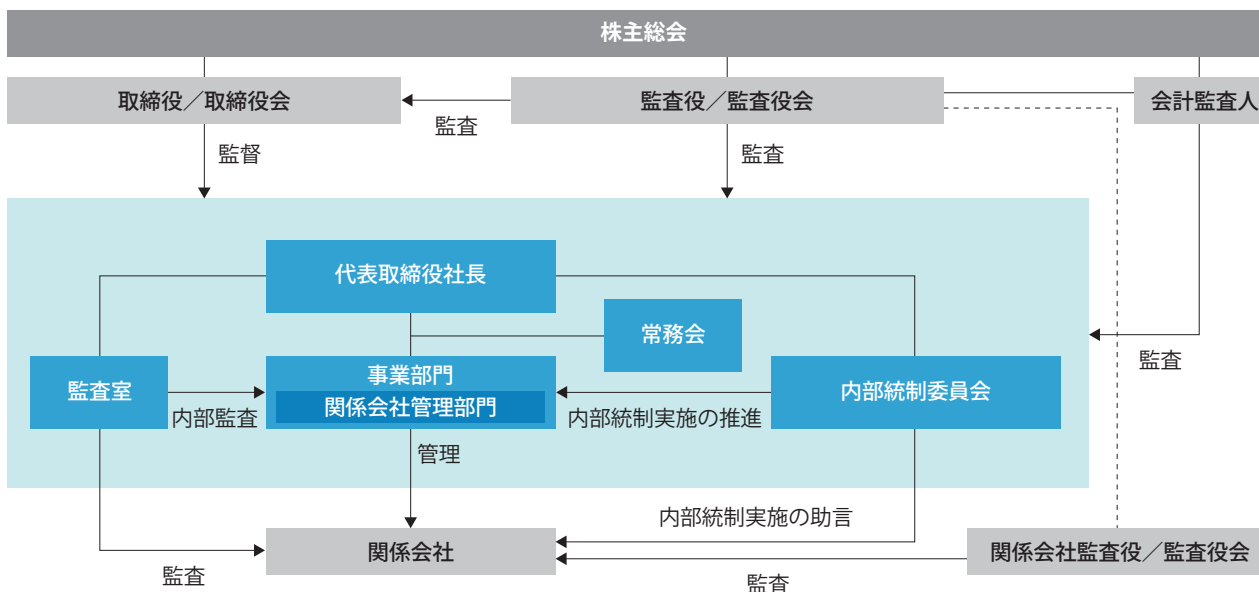 株主総会
取締役／取締役会
監査役／監査役会
会計監査人
監査
監督
監査
代表取締役社長
常務会
監査
監査室
事業部門
関係会社管理部門
内部統制委員会
内部監査
内部統制実施の推進
管理
内部統制実施の助言
関係会社
関係会社監査役／監査役会
監査
監査